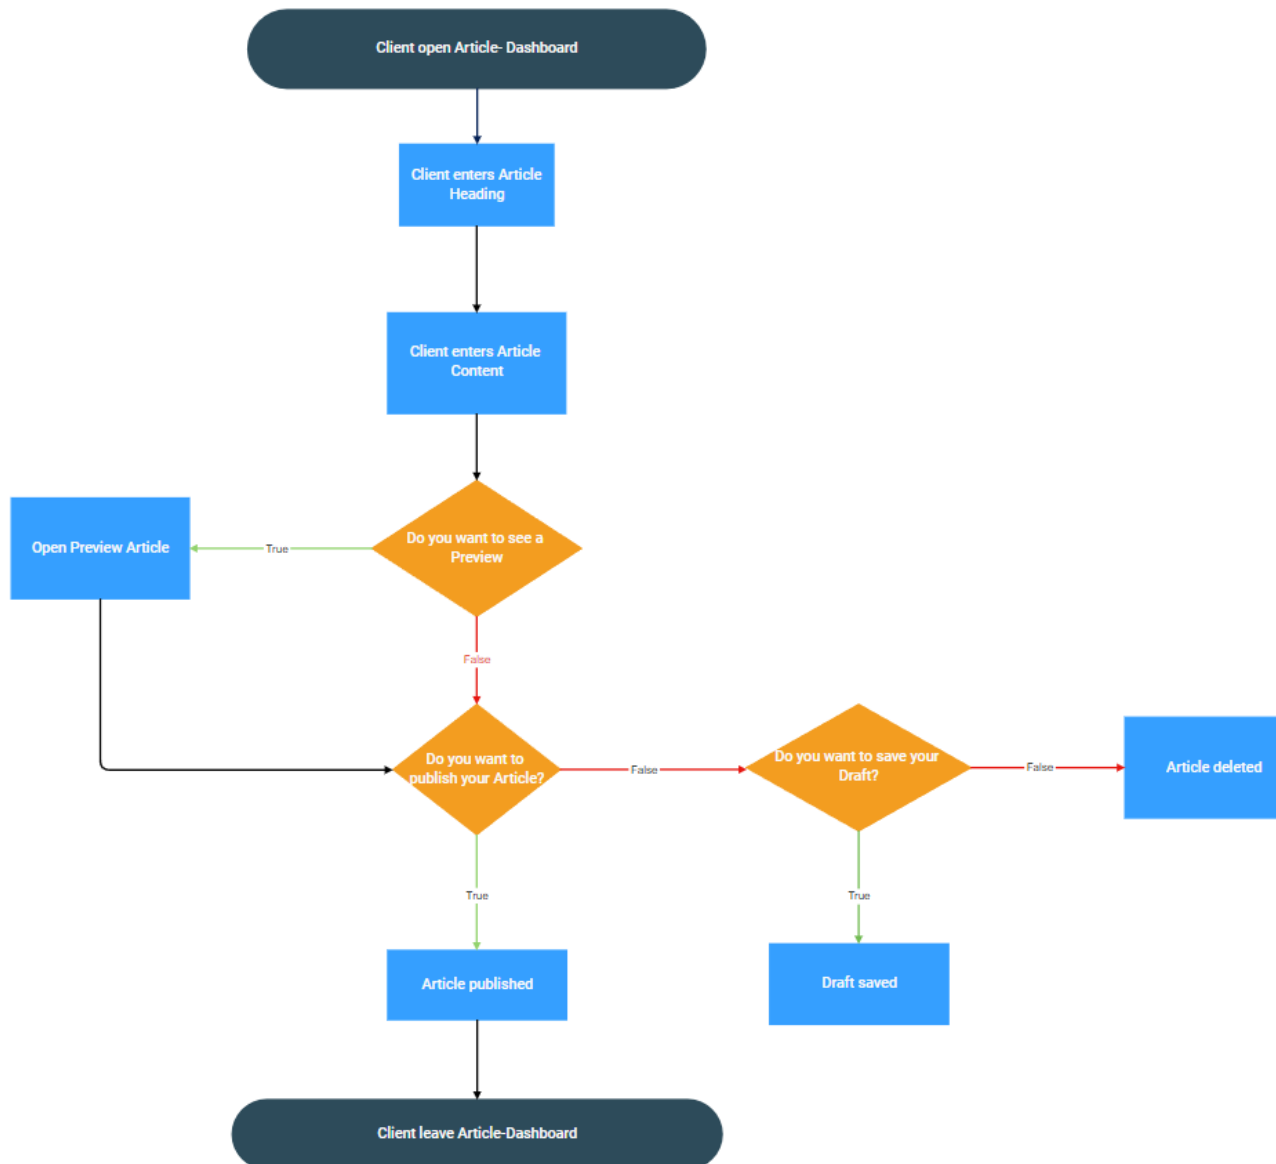 Client open Article- Dashboard
Client enters Article
Heading
Client enters Article
Content
Do you want to see a
Preview
True
Open Preview Article
False
Do you want to
publish your Article?
False
Do you want to save your
Draft?
False
Article deleted
True
True
Article published
Draft saved
Client leave Article-Dashboard